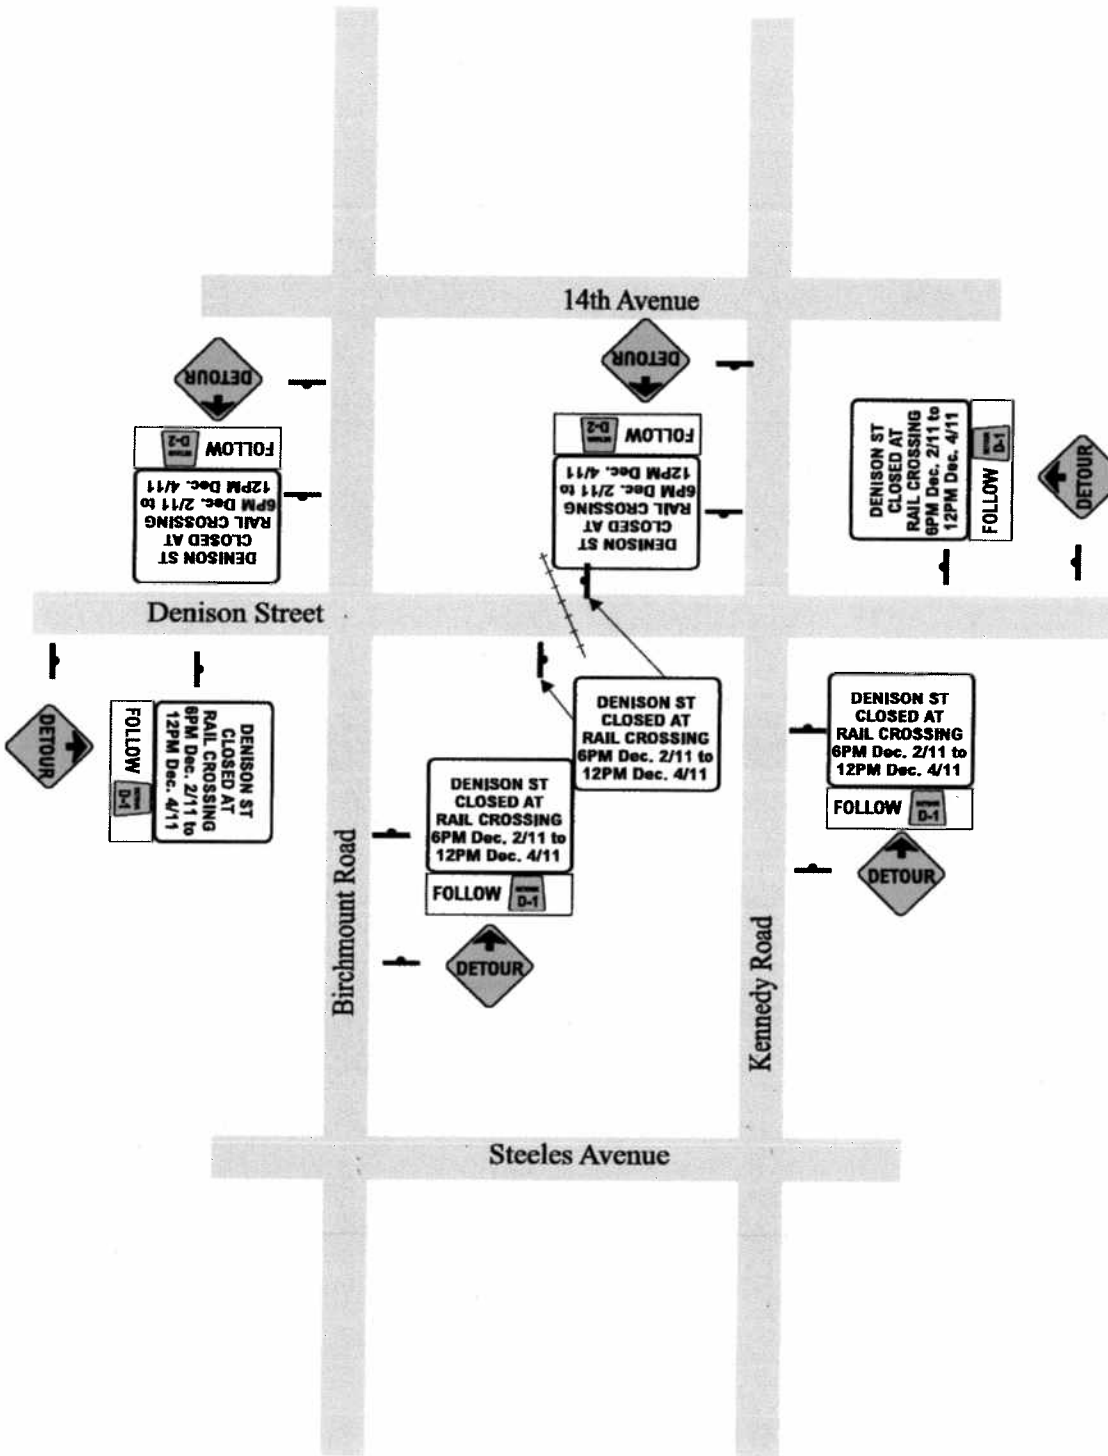 14th Avenue
DETOUR
FOLLOW DETOUR D-2
DENISON ST
CLOSED AT
RAIL CROSSING
6PM Dec. 2/11 to
12PM Dec. 4/11
DETOUR
FOLLOW DETOUR D-2
DENISON ST
CLOSED AT
RAIL CROSSING
6PM Dec. 2/11 to
12PM Dec. 4/11
DENISON ST
CLOSED AT
RAIL CROSSING
6PM Dec. 2/11 to
12PM Dec. 4/11
FOLLOW DETOUR D-1
DETOUR
Denison Street
DETOUR
FOLLOW DETOUR D-1
DENISON ST
CLOSED AT
RAIL CROSSING
6PM Dec. 2/11 to
12PM Dec. 4/11
DENISON ST
CLOSED AT
RAIL CROSSING
6PM Dec. 2/11 to
12PM Dec. 4/11
DENISON ST
CLOSED AT
RAIL CROSSING
6PM Dec. 2/11 to
12PM Dec. 4/11
FOLLOW DETOUR D-1
DETOUR
DENISON ST
CLOSED AT
RAIL CROSSING
6PM Dec. 2/11 to
12PM Dec. 4/11
FOLLOW DETOUR D-1
DETOUR
Birchmount Road
Kennedy Road
Steeles Avenue